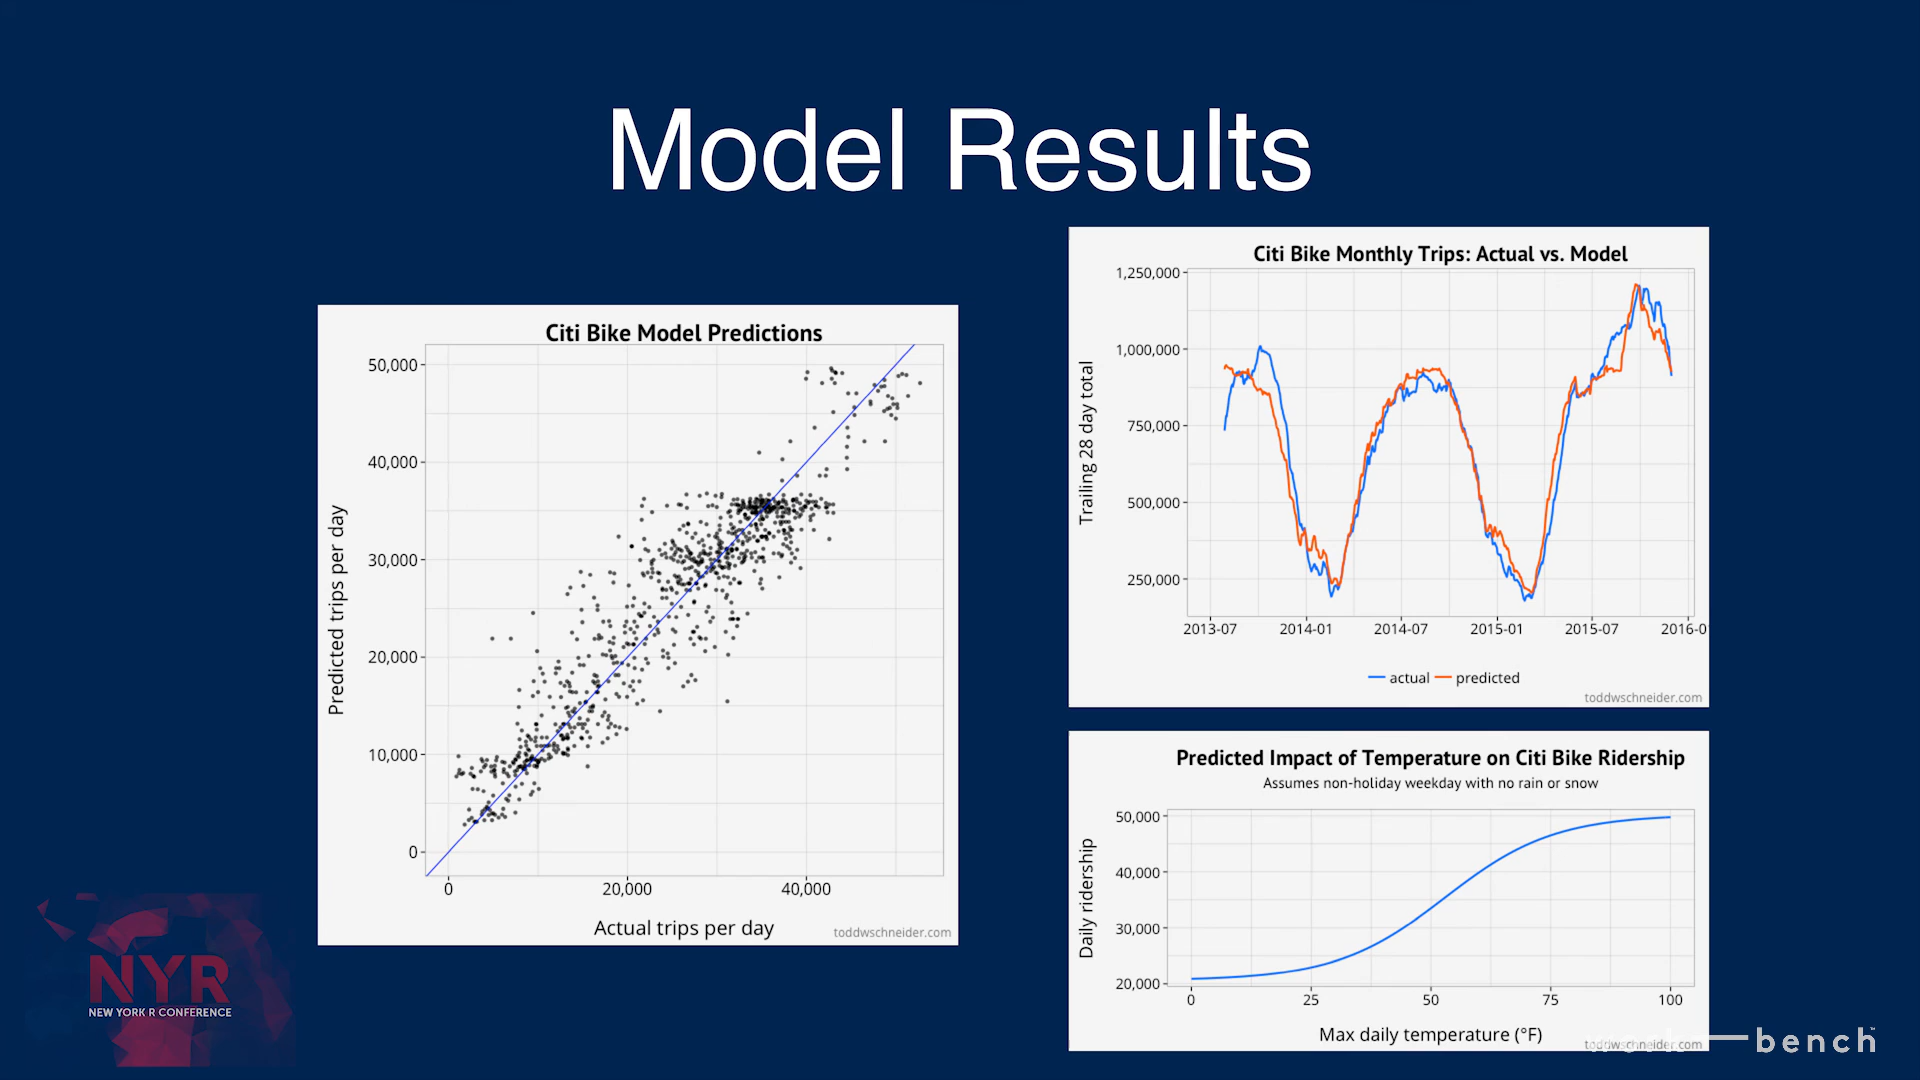 Model Results
Citi Bike Model Predictions
50,000
40,000
30,000
20,000
10,000
0
Predicted trips per day
0 20,000 40,000
Actual trips per day
toddwschneider.com
Citi Bike Monthly Trips: Actual vs. Model
1,250,000
1,000,000
750,000
500,000
250,000
Trailing 28 day total
2013-07 2014-01 2014-07 2015-01 2015-07 2016-0
actual predicted
toddwschneider.com
Predicted Impact of Temperature on Citi Bike Ridership
Assumes non-holiday weekday with no rain or snow
50,000
40,000
30,000
20,000
Daily ridership
0 25 50 75 100
Max daily temperature (°F)
toddwschneider.com
NYR
NEW YORK R CONFERENCE
bench